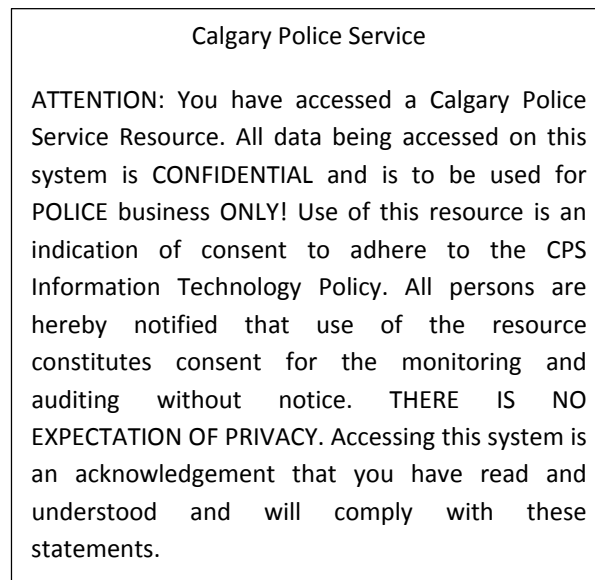 Calgary Police Service
ATTENTION: You have accessed a Calgary Police
Service Resource. All data being accessed on this
system is CONFIDENTIAL and is to be used for
POLICE business ONLY! Use of this resource is an
indication of consent to adhere to the CPS
Information Technology Policy. All persons are
hereby notified that use of the resource
constitutes consent for the monitoring and
auditing without notice. THERE IS NO
EXPECTATION OF PRIVACY. Accessing this system is
an acknowledgement that you have read and
understood and will comply with these
statements.